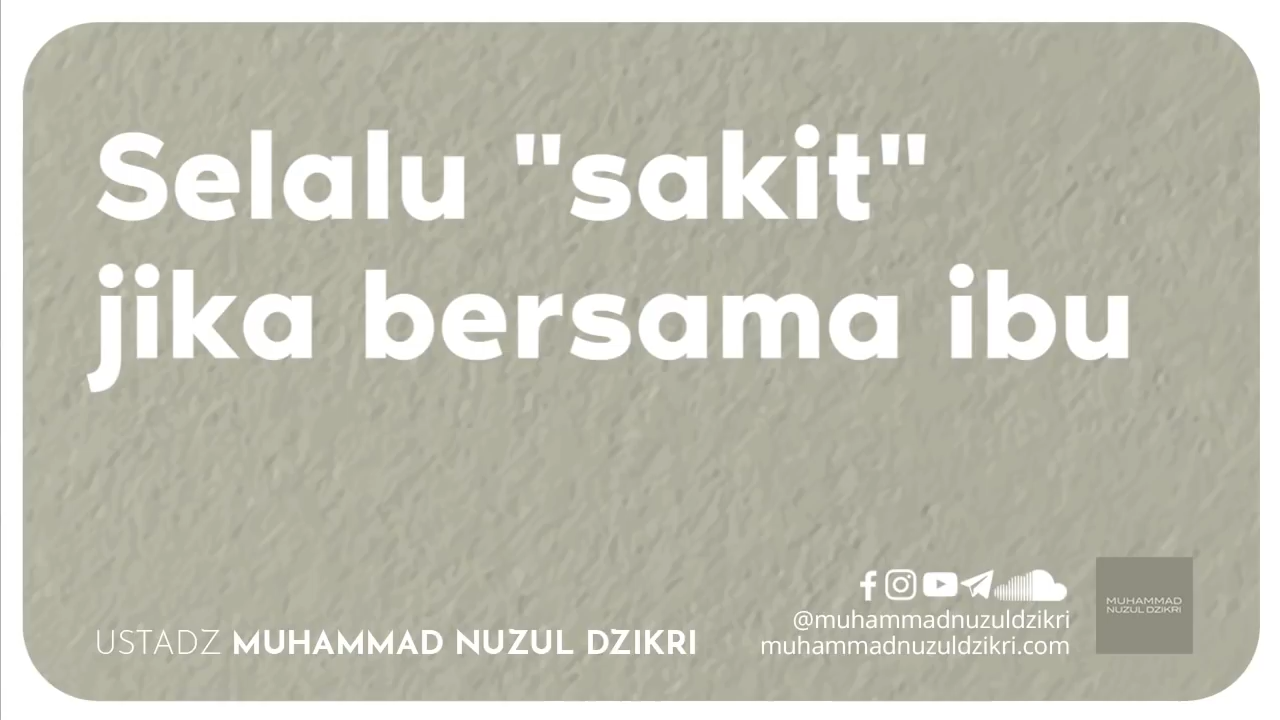 Selalu "sakit"
jika bersama ibu
USTADZ MUHAMMAD NUZUL DZIKRI
@muhammadnuzuldzikri
muhammadnuzuldzikri.com
MUHAMMAD
NUZUL DZIKRI